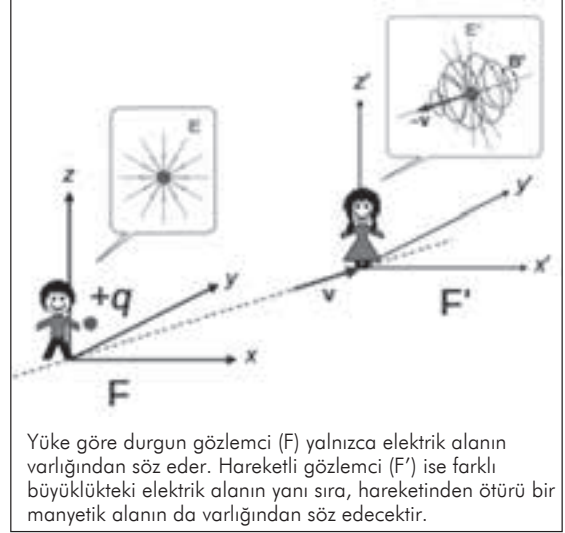 E'
B'
-v
z'
E
y'
z
x'
y
+q
v
F'
x
F
Yüke göre durgun gözlemci (F) yalnızca elektrik alanın
varlığından söz eder. Hareketli gözlemci (F’) ise farklı
büyüklükteki elektrik alanın yanı sıra, hareketinden ötürü bir
manyetik alanın da varlığından söz edecektir.